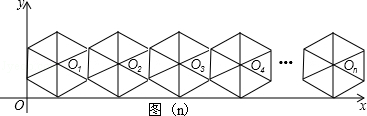 y
O₁ O₂ O₃ O₄ ... Oₙ
O x
图 (n)